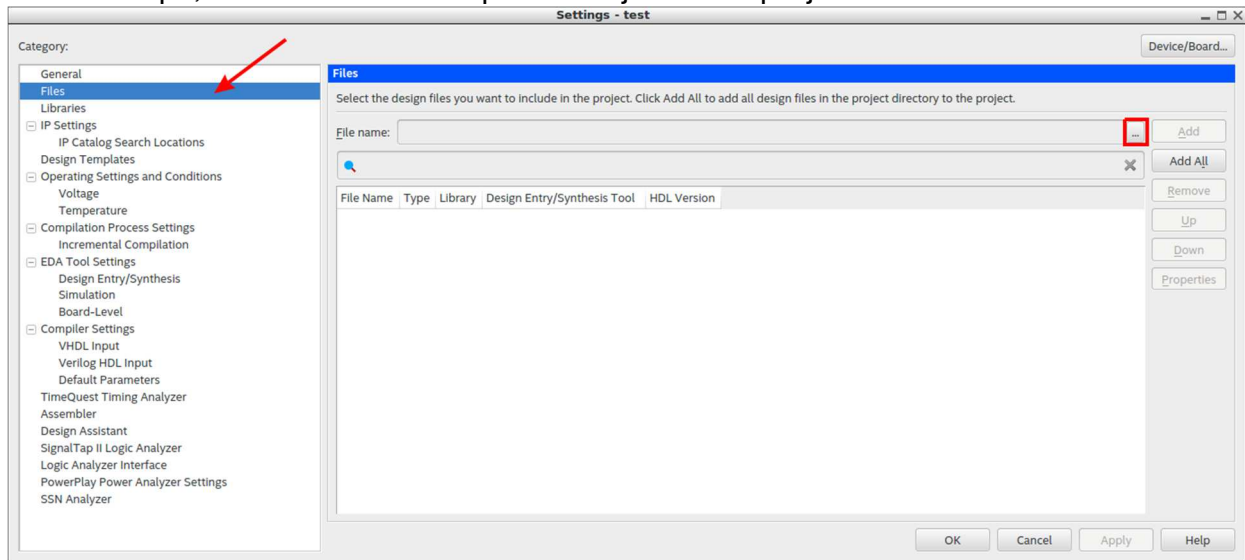 Settings - test
Category:
Device/Board...
General
Files
Libraries
IP Settings
IP Catalog Search Locations
Design Templates
Operating Settings and Conditions
Voltage
Temperature
Compilation Process Settings
Incremental Compilation
EDA Tool Settings
Design Entry/Synthesis
Simulation
Board-Level
Compiler Settings
VHDL Input
Verilog HDL Input
Default Parameters
TimeQuest Timing Analyzer
Assembler
Design Assistant
SignalTap II Logic Analyzer
Logic Analyzer Interface
PowerPlay Power Analyzer Settings
SSN Analyzer
Files
Select the design files you want to include in the project. Click Add All to add all design files in the project directory to the project.
File name: ... Add
Add All
File Name Type Library Design Entry/Synthesis Tool HDL Version
Remove
Up
Down
Properties
OK Cancel Apply Help